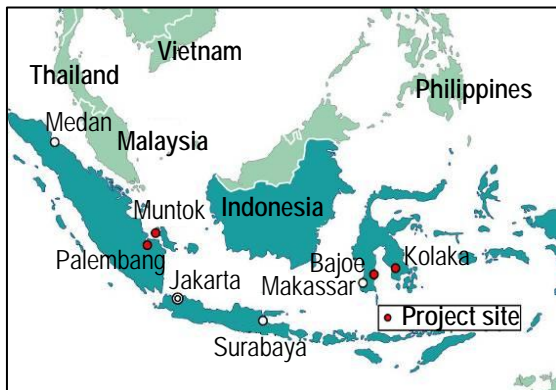 Vietnam
Thailand
Philippines
Medan
Malaysia
Muntok
Indonesia
Palembang
Bajoe
Kolaka
Jakarta
Makassar
Project site
Surabaya